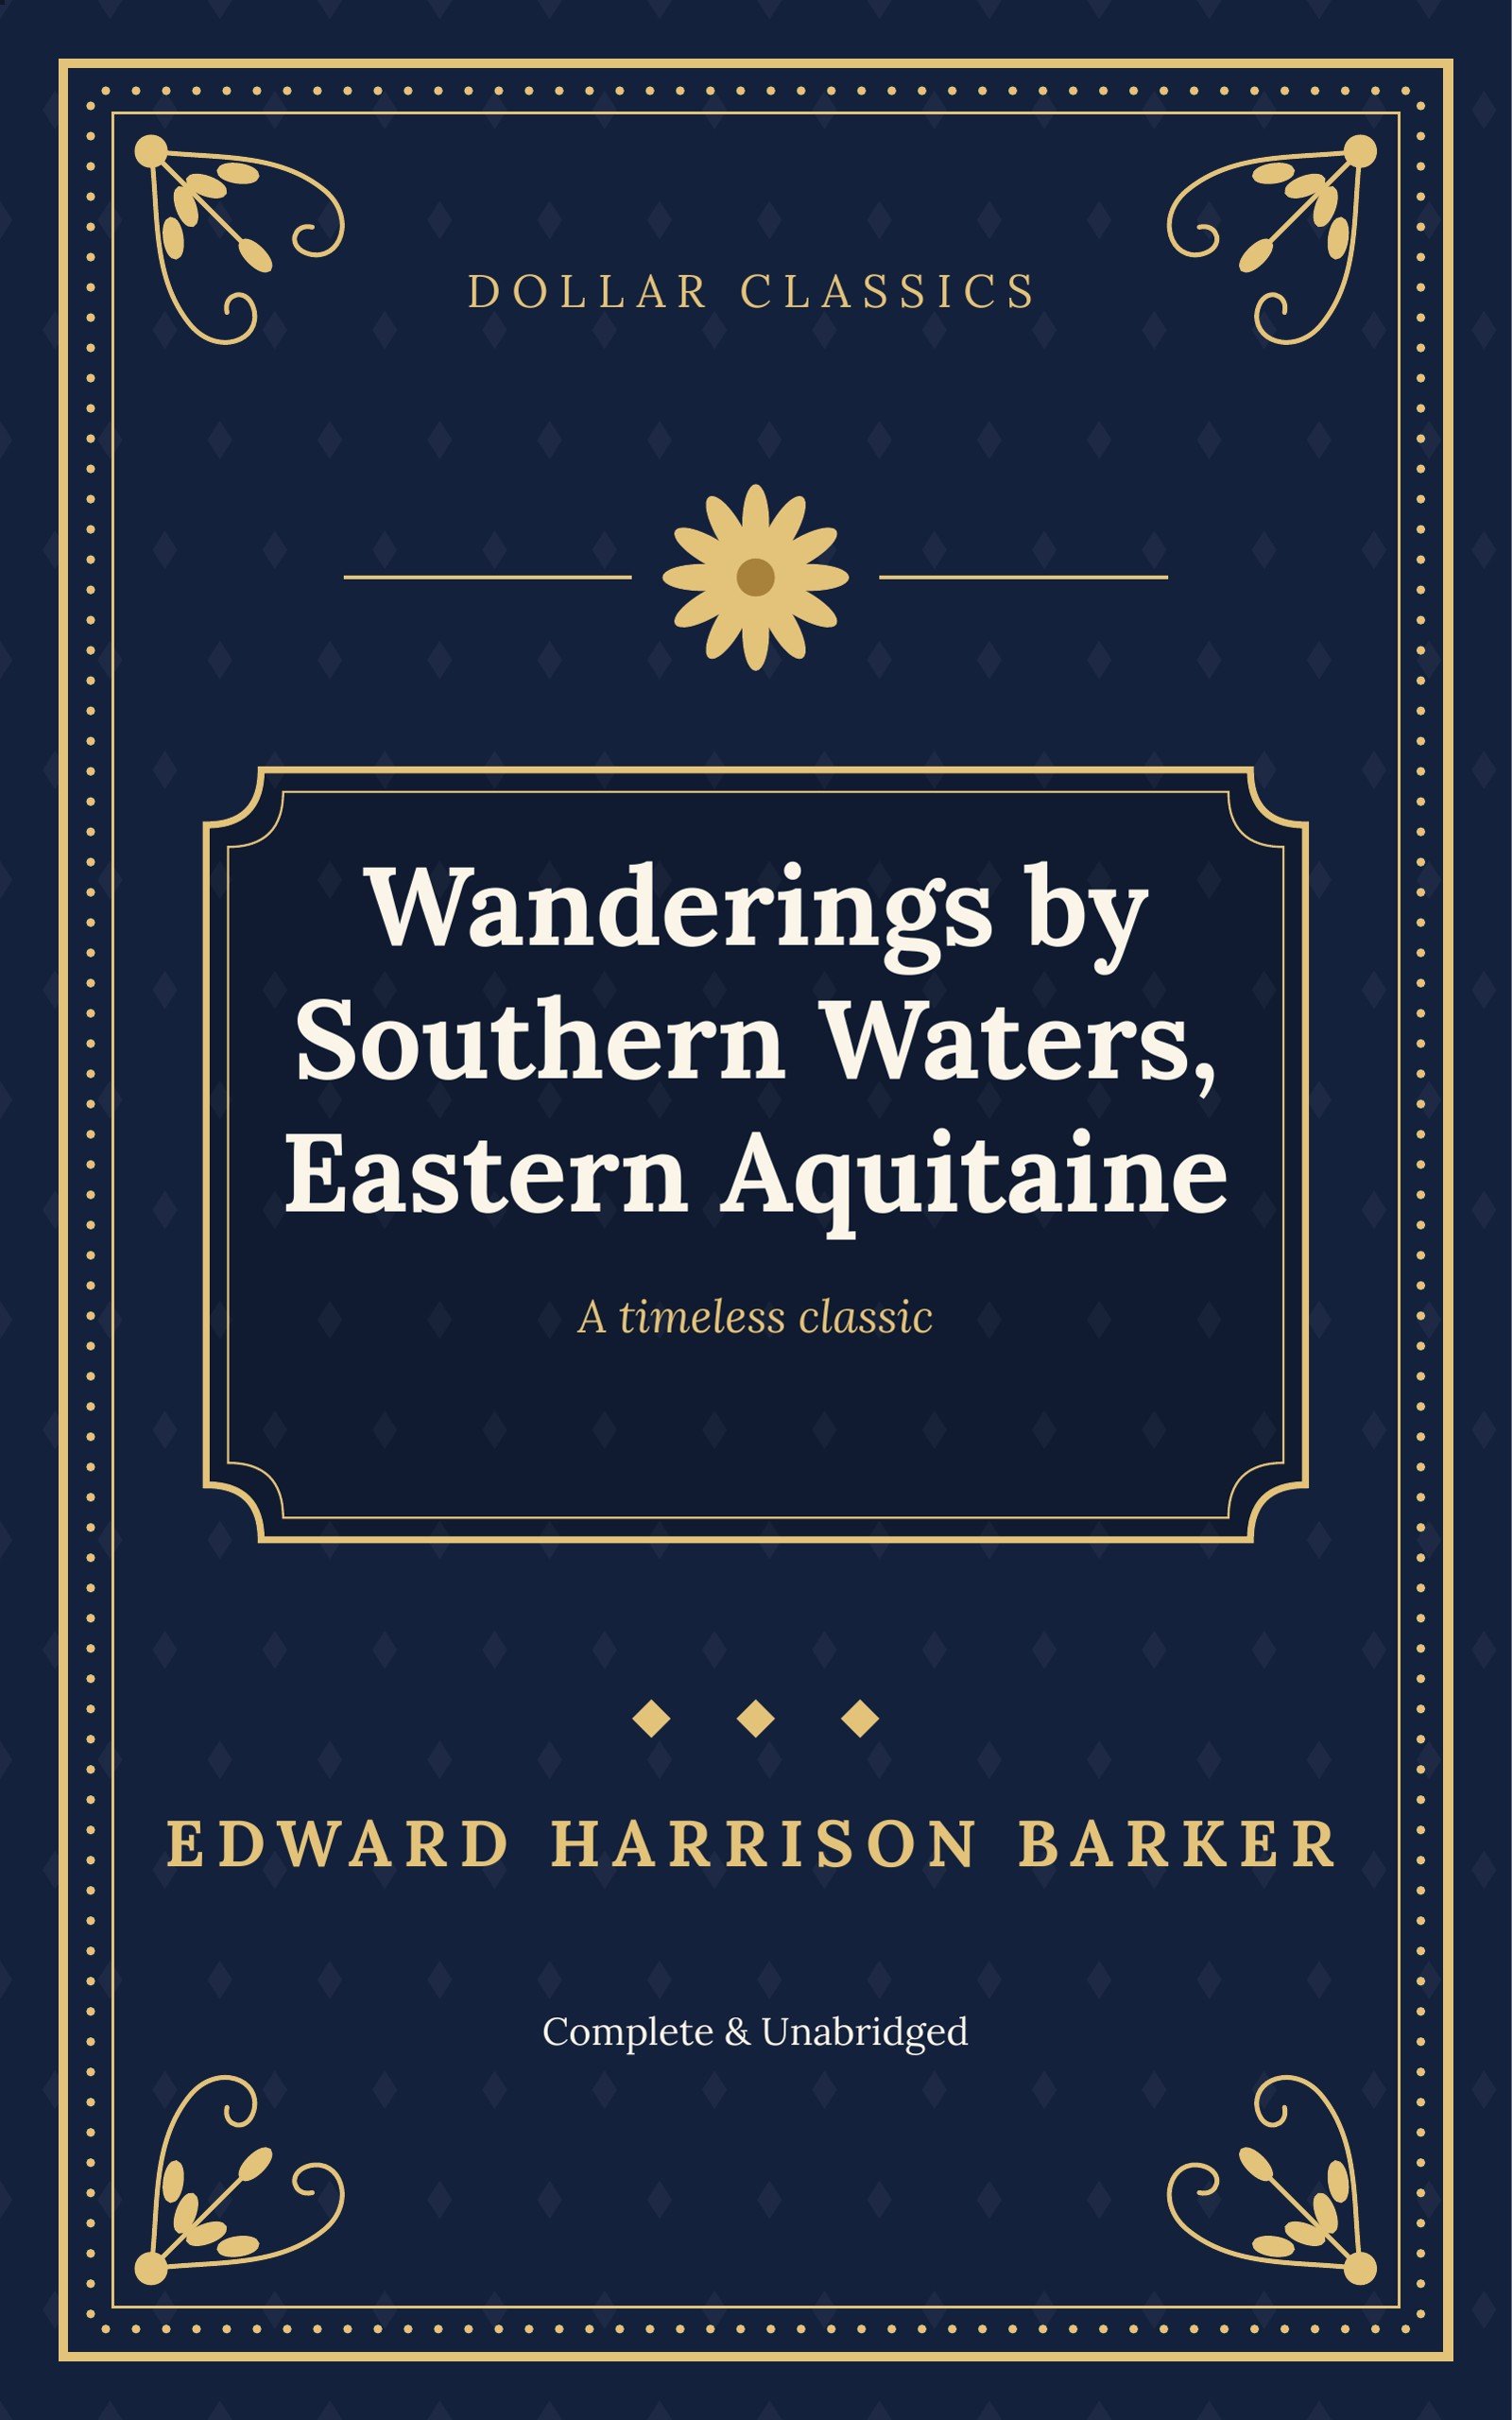 DOLLAR CLASSICS
Wanderings by
Southern Waters,
Eastern Aquitaine
A timeless classic
EDWARD HARRISON BARKER
Complete & Unabridged